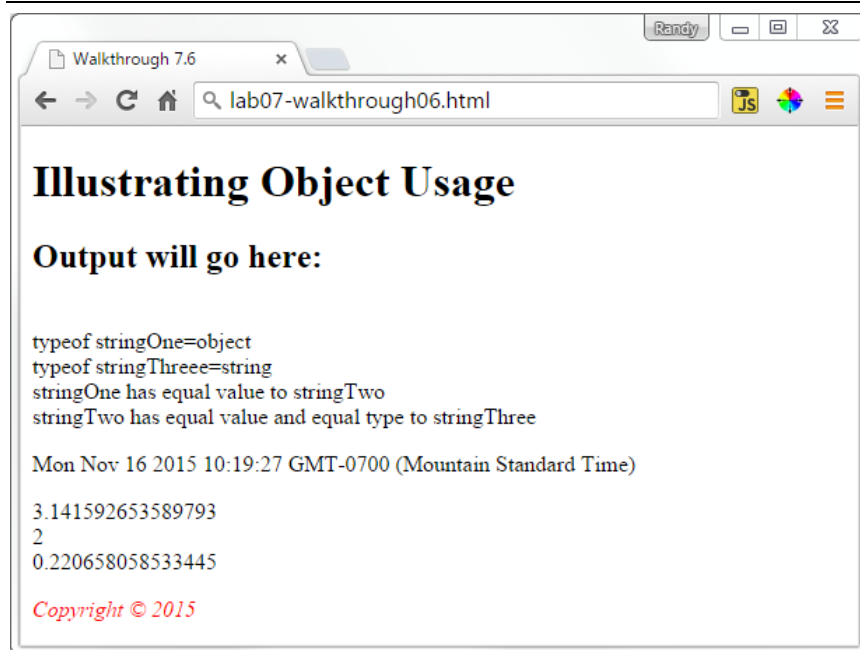 Randy
Walkthrough 7.6
lab07-walkthrough06.html
JS
Illustrating Object Usage
Output will go here:
typeof stringOne=object
typeof stringThreee=string
stringOne has equal value to stringTwo
stringTwo has equal value and equal type to stringThree
Mon Nov 16 2015 10:19:27 GMT-0700 (Mountain Standard Time)
3.141592653589793
2
0.220658058533445
Copyright © 2015